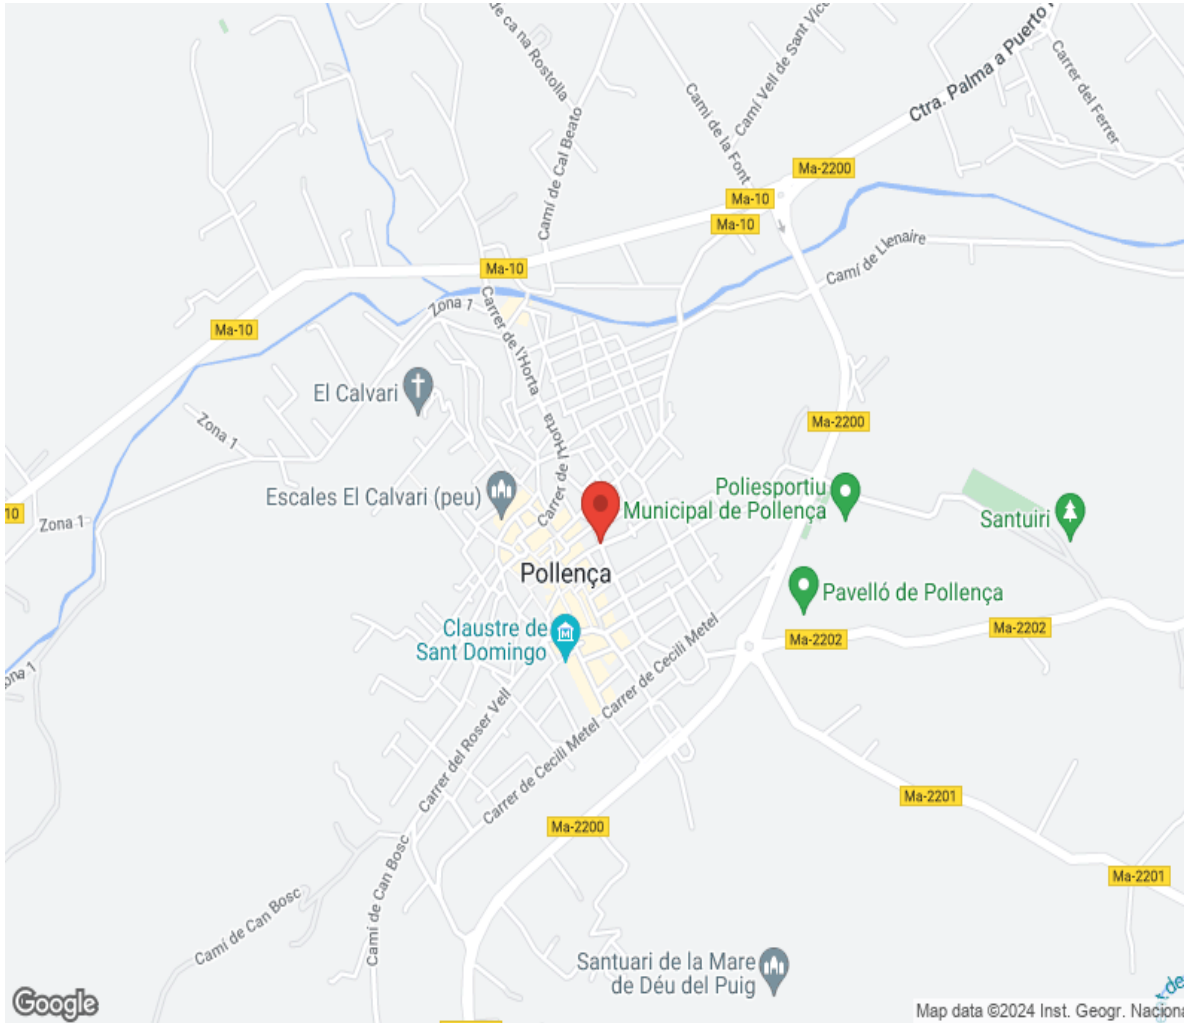 de ca na Rostolla
Camí Vell de Sant Vice
Ctra. Palma a Puerto
Carrer del Ferrer
Camí de la Font
Camí de Cal Beato
Ma-2200
Ma-10
Ma-10
Camí de Llenaire
Ma-10
Zona 1
Carrer de l'Horta
Ma-10
El Calvari
Zona 1
Carrer de l'Horta
Ma-2200
Escales El Calvari (peu)
Poliesportiu
Municipal de Pollença
10
Zona 1
Santuiri
Pollença
Pavelló de Pollença
Claustre de
Sant Domingo
Ma-2202
Ma-2202
Zona 1
Carrer de Cecili Metel
Carrer del Roser Vell
Carrer de Cecili Metel
Ma-2201
Ma-2200
Camí de Can Bosc
Ma-2201
Camí de Can Bosc
Santuari de la Mare
de Déu del Puig
Google
Map data ©2024 Inst. Geogr. Naciona